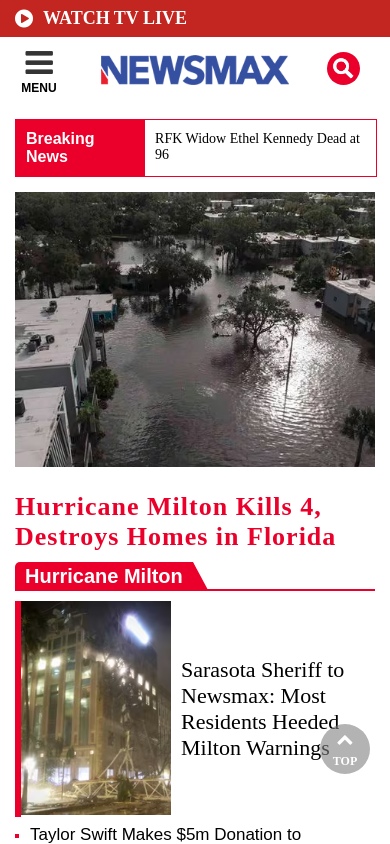 WATCH TV LIVE
MENU
NEWSMAX
Breaking
News
RFK Widow Ethel Kennedy Dead at
96
Hurricane Milton Kills 4,
Destroys Homes in Florida
Hurricane Milton
Sarasota Sheriff to
Newsmax: Most
Residents Heeded
Milton Warnings
TOP
Taylor Swift Makes $5m Donation to